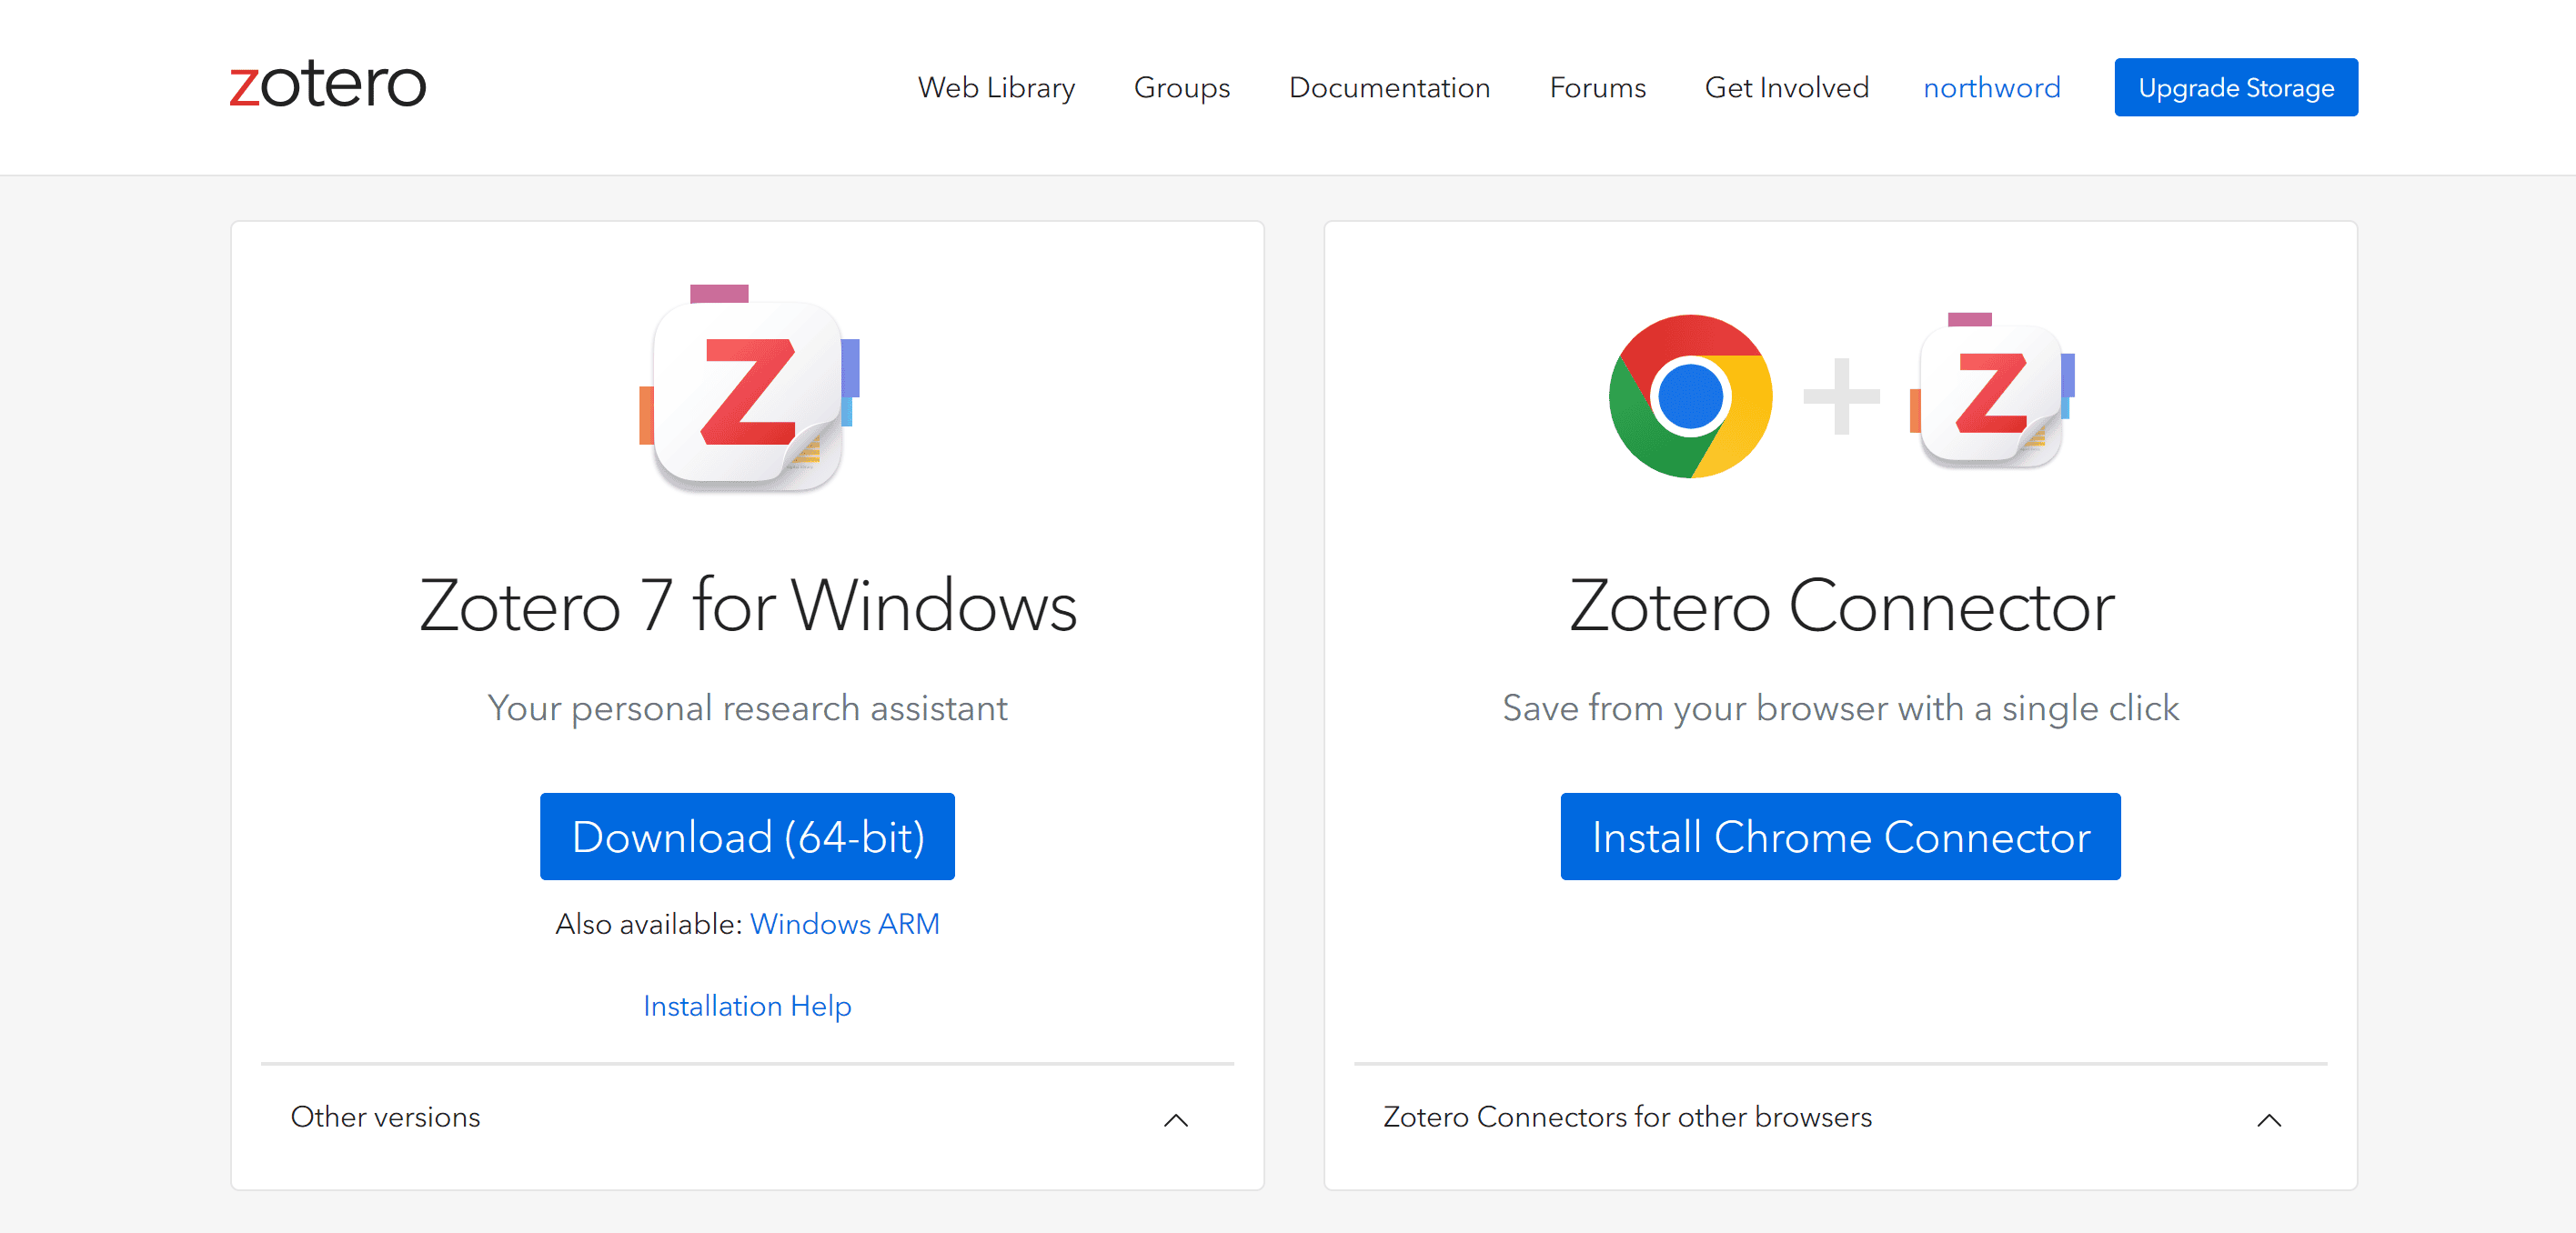 zotero
Web Library
Groups
Documentation
Forums
Get Involved
northword
Upgrade Storage
Zotero 7 for Windows
Your personal research assistant
Download (64-bit)
Also available: Windows ARM
Installation Help
Other versions
Zotero Connector
Save from your browser with a single click
Install Chrome Connector
Zotero Connectors for other browsers